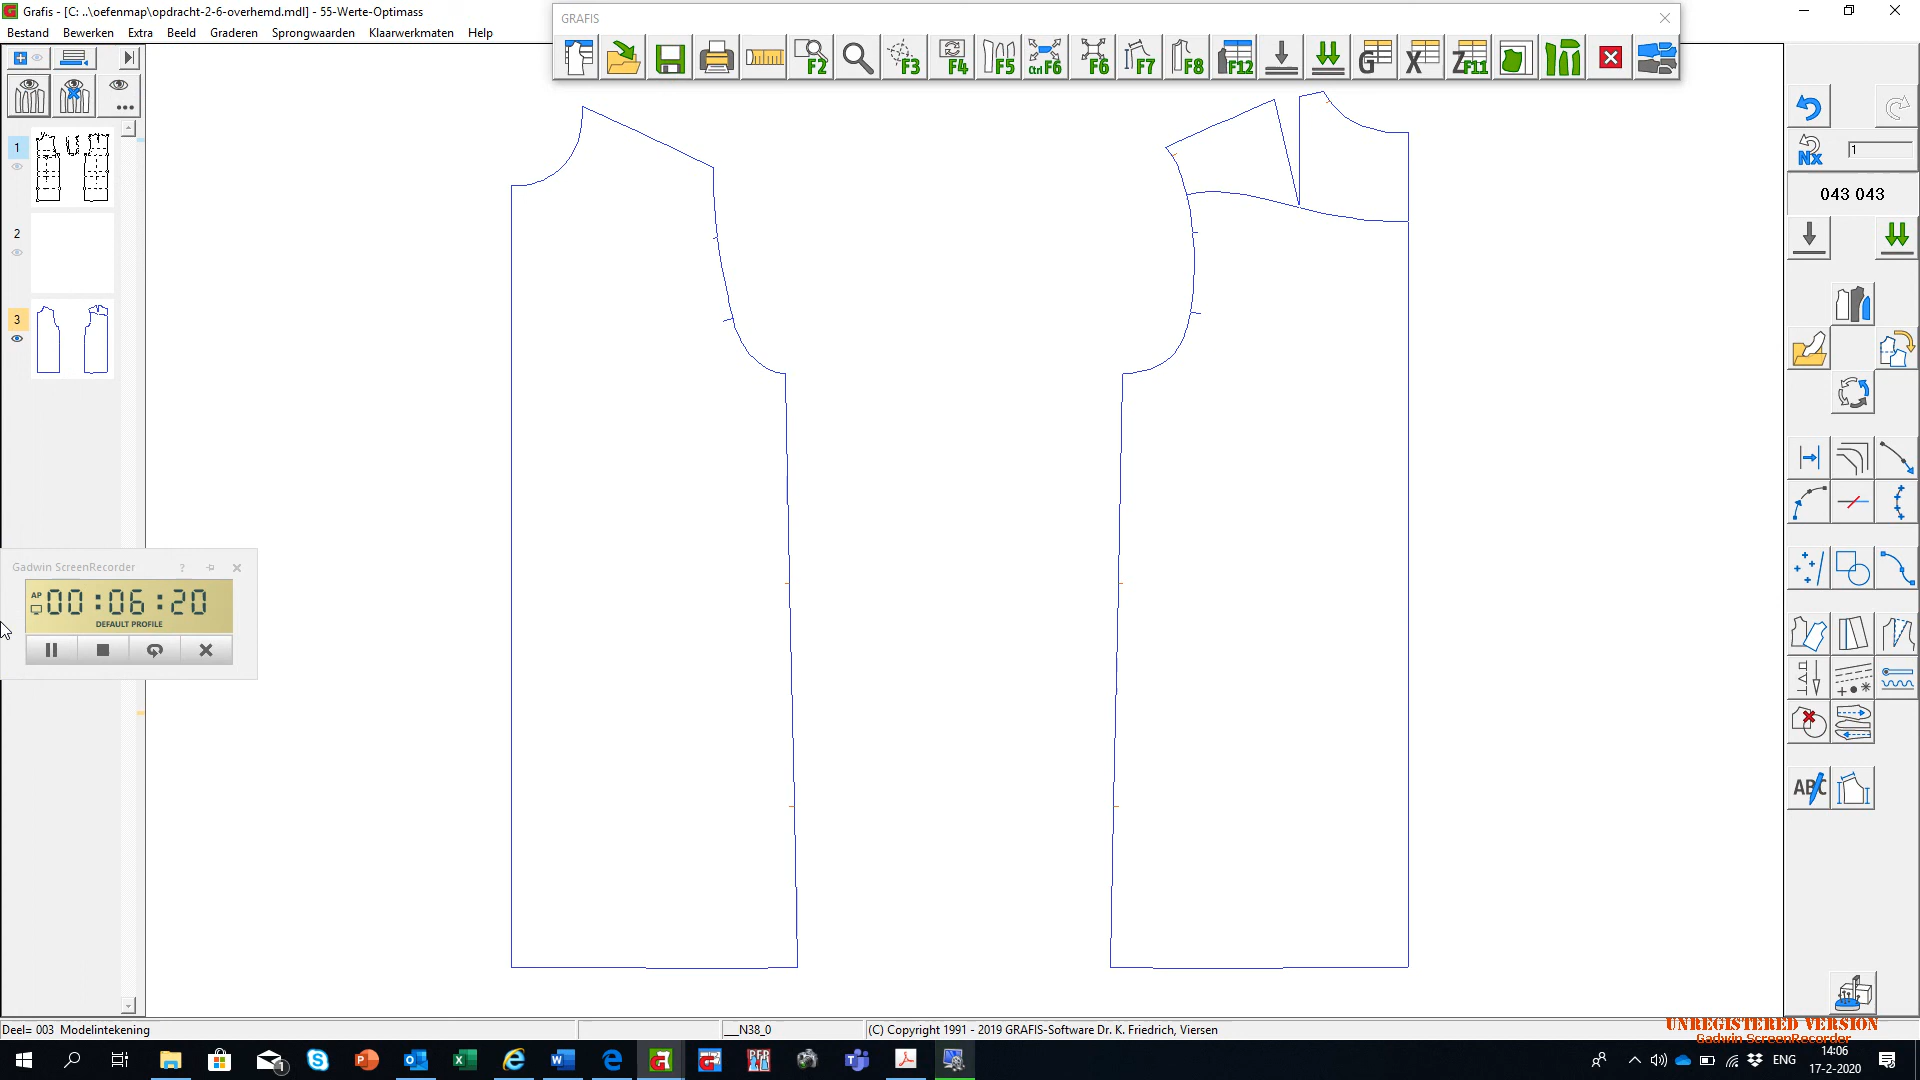 Grafis - [C: ..\oefenmap\opdracht-2-6-overhemd.mdl] - 55-Werte-Optimass
Bestand Bewerken Extra Beeld Graderen Sprongwaarden Klaarwerkmaten Help
GRAFIS
F2 F3 F4 F5 Ctrl F6 F6 F7 F8 F12 G X Z F11
1
2
3
Nx 1
043 043
Gadwin ScreenRecorder ?
AP 00:06:20
DEFAULT PROFILE
ABC
Deel= 003 Modelintekening
__N38_0
(C) Copyright 1991 - 2019 GRAFIS-Software Dr. K. Friedrich, Viersen
UNREGISTERED VERSION
Gadwin ScreenRecorder
ENG
14:06
17-2-2020